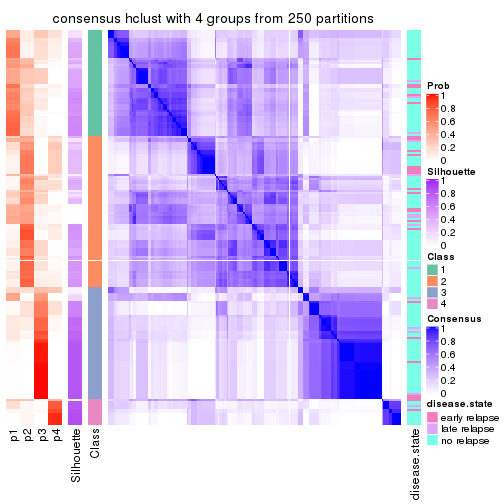 consensus hclust with 4 groups from 250 partitions
Prob
1
0.8
0.6
0.4
0.2
0
Silhouette
1
0.8
0.6
0.4
0.2
0
Class
1
2
3
4
Consensus
1
0.8
0.6
0.4
0.2
0
disease.state
early relapse
late relapse
no relapse
p1
p2
p3
p4
Silhouette
Class
disease.state